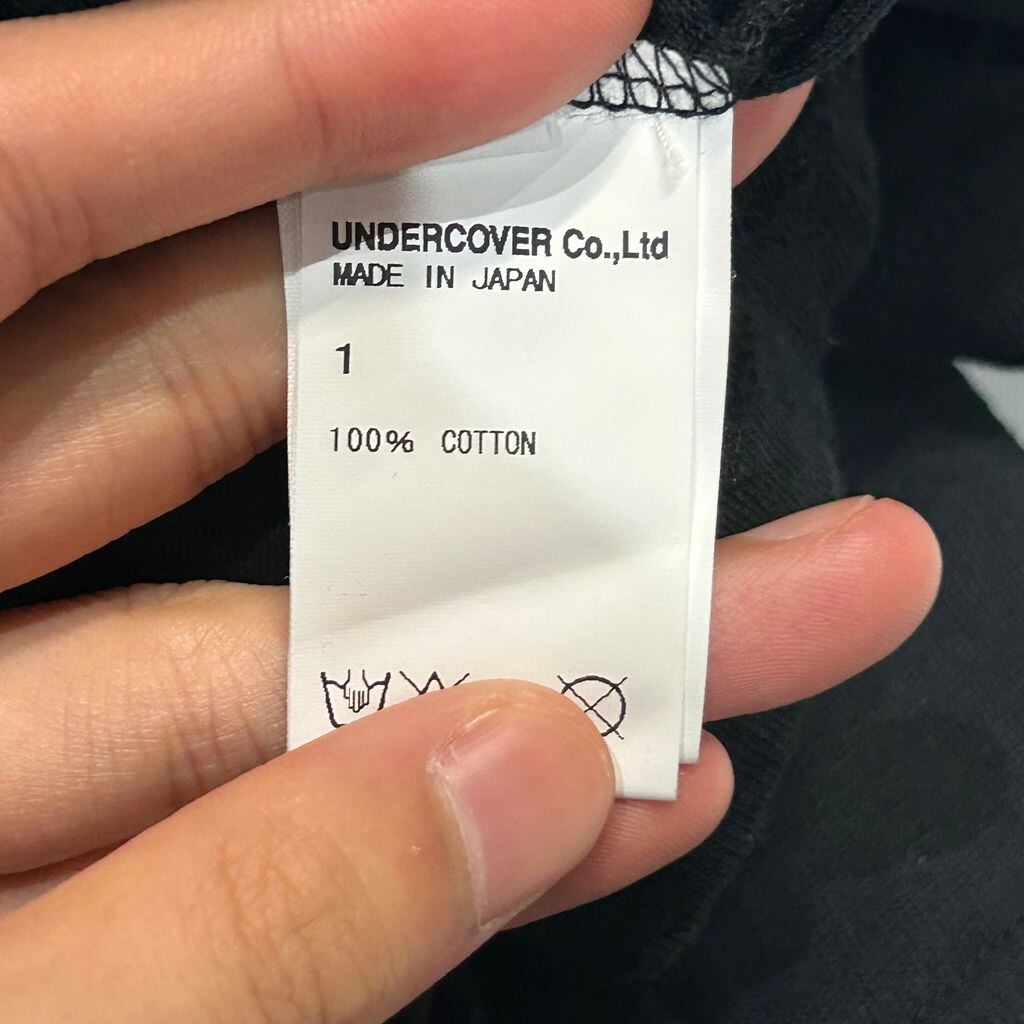 UNDERCOVER Co.,Ltd
MADE IN JAPAN
1
100% COTTON